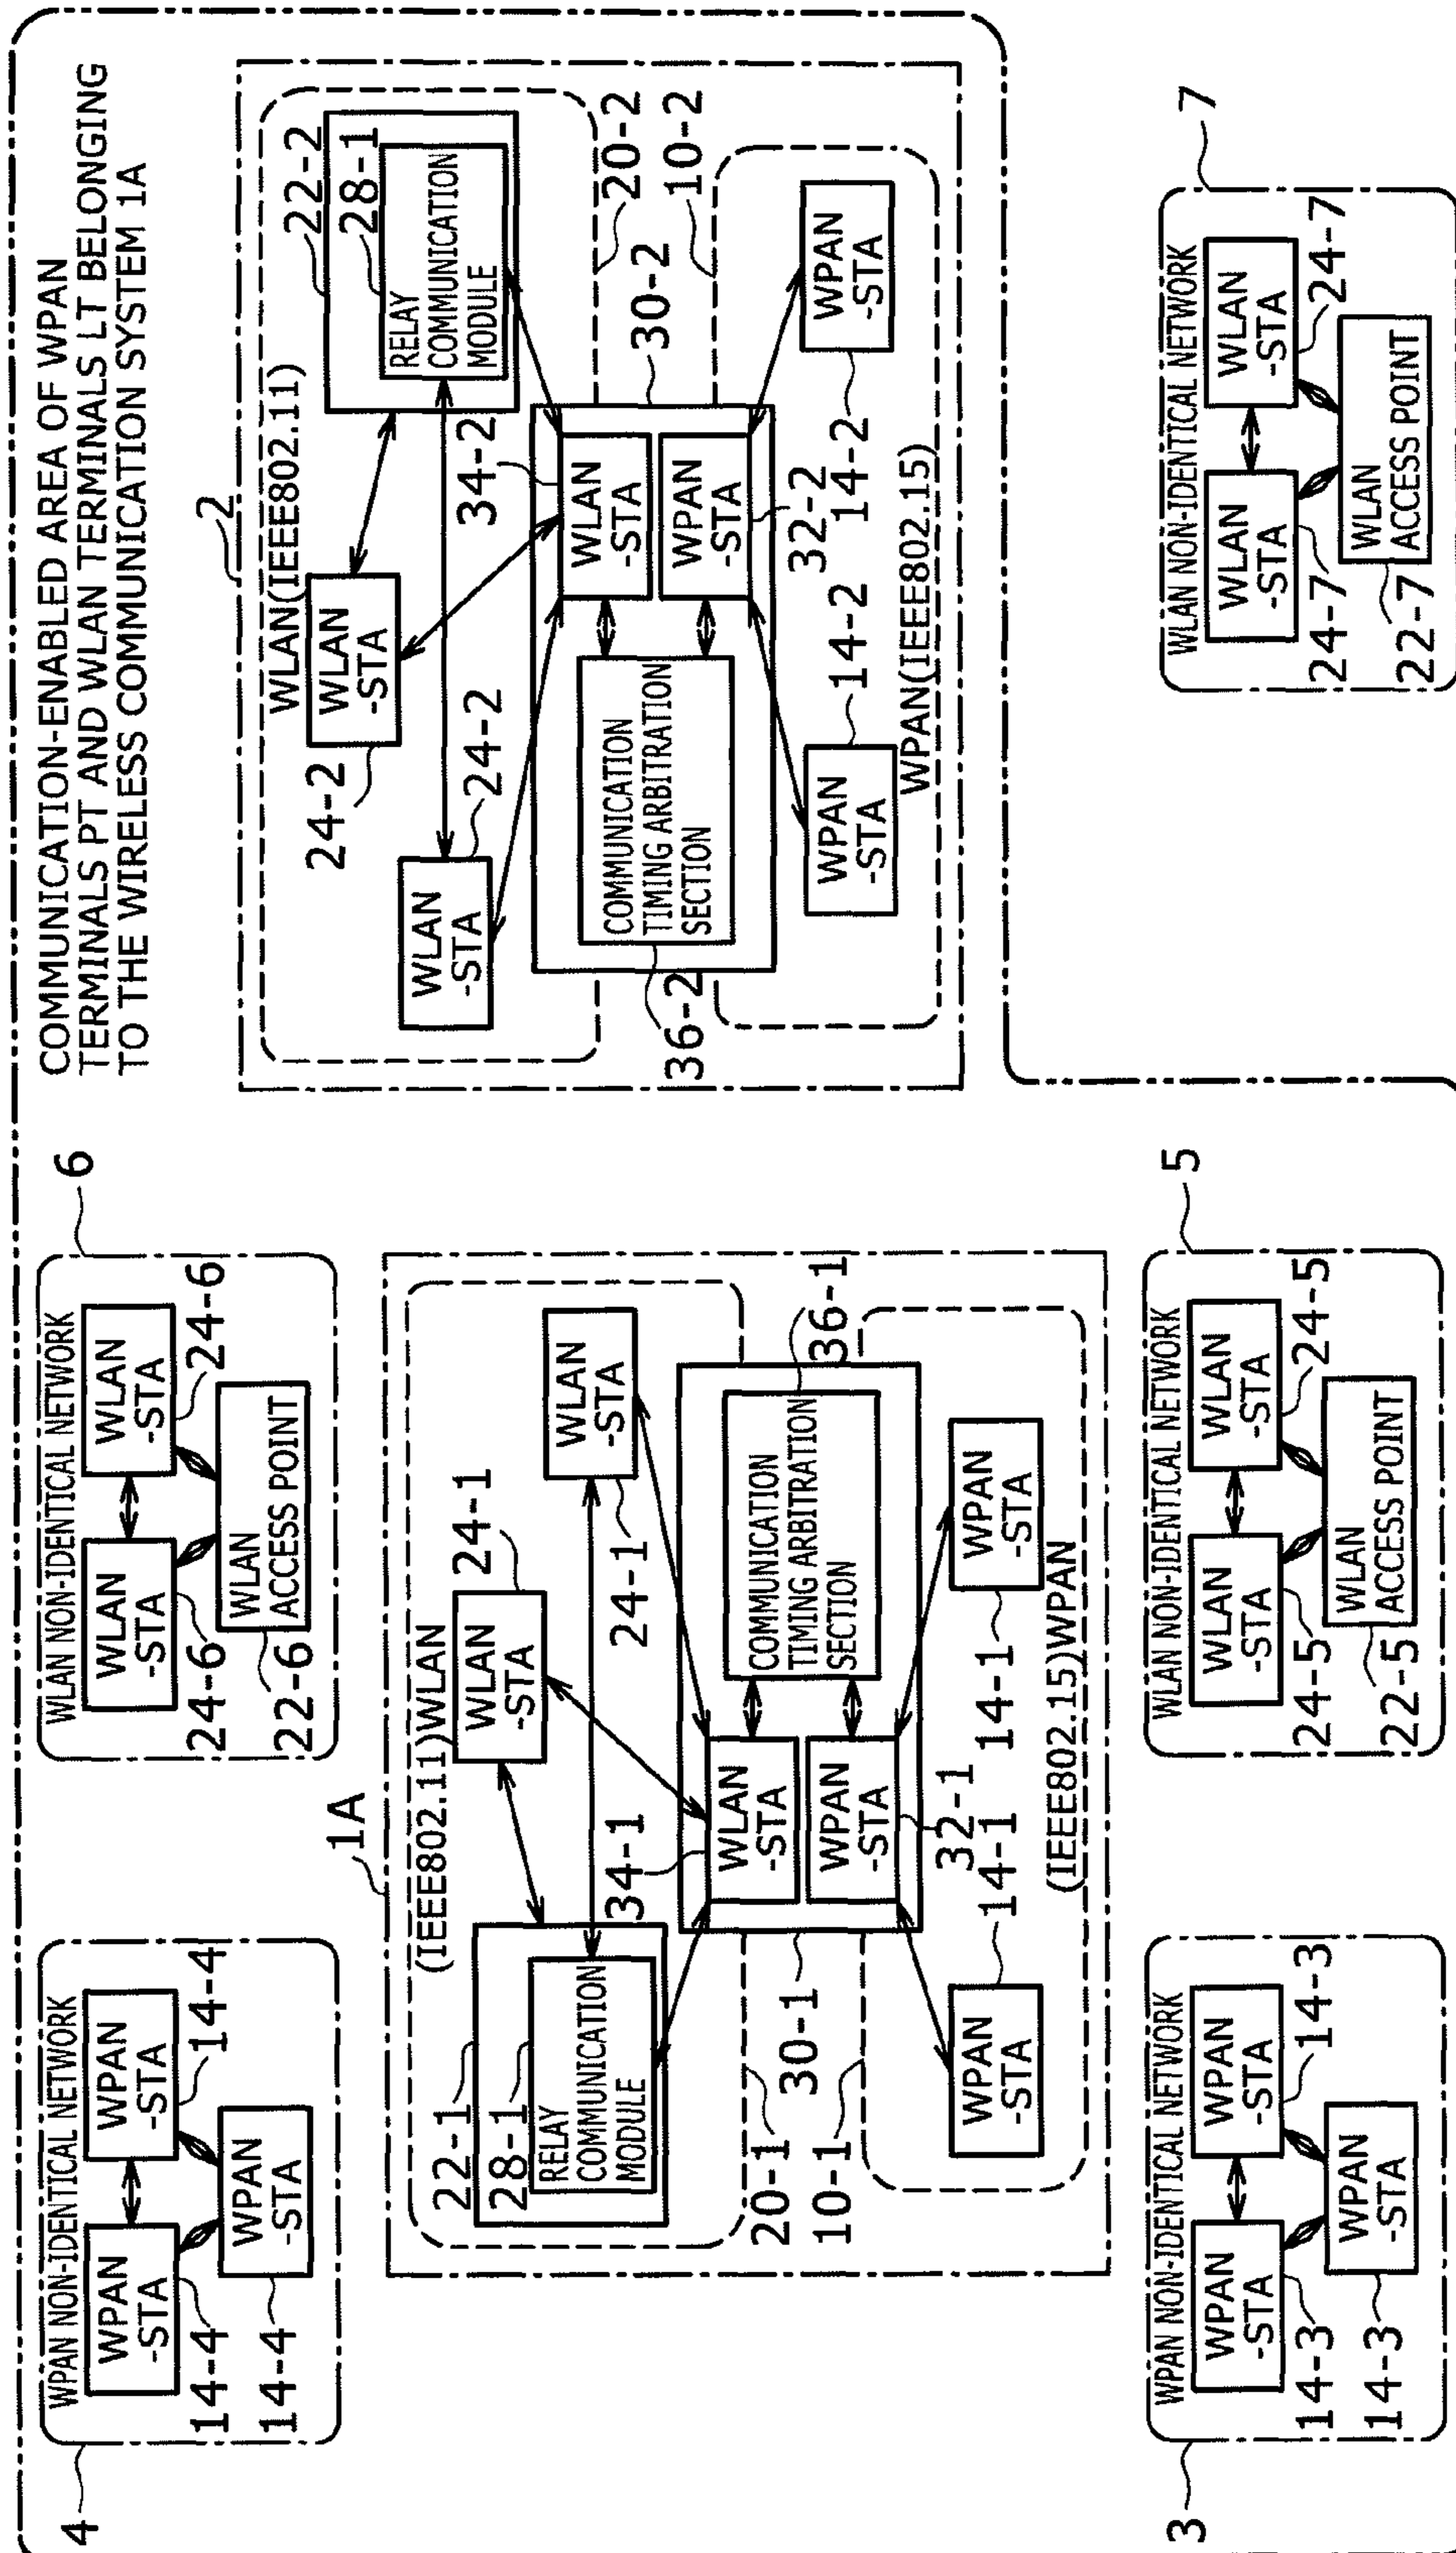 COMMUNICATION-ENABLED AREA OF WPAN
TERMINALS PT AND WLAN TERMINALS LT BELONGING
TO THE WIRELESS COMMUNICATION SYSTEM 1A
4
WPAN NON-IDENTICAL NETWORK
WPAN
-STA
WPAN
-STA
14-4
14-4
WPAN
-STA
14-4
6
WLAN NON-IDENTICAL NETWORK
WLAN
-STA
WLAN
-STA
24-6
24-6
WLAN
ACCESS POINT
22-6
1A
(IEEE802.11)WLAN
22-1
28-1
RELAY
COMMUNICATION
MODULE
WLAN
-STA
24-1
WLAN
-STA
24-1
34-1
WLAN
-STA
WPAN
-STA
32-1
COMMUNICATION
TIMING ARBITRATION
SECTION
36-1
20-1
30-1
10-1
WPAN
-STA
14-1
WPAN
-STA
14-1
(IEEE802.15)WPAN
2
WLAN(IEEE802.11)
22-2
28-1
RELAY
COMMUNICATION
MODULE
WLAN
-STA
24-2
WLAN
-STA
24-2
34-2
WLAN
-STA
WPAN
-STA
32-2
COMMUNICATION
TIMING ARBITRATION
SECTION
36-2
20-2
30-2
10-2
WPAN
-STA
14-2
WPAN
-STA
14-2
WPAN(IEEE802.15)
3
WPAN NON-IDENTICAL NETWORK
WPAN
-STA
WPAN
-STA
14-3
14-3
WPAN
-STA
14-3
5
WLAN NON-IDENTICAL NETWORK
WLAN
-STA
WLAN
-STA
24-5
24-5
WLAN
ACCESS POINT
22-5
7
WLAN NON-IDENTICAL NETWORK
WLAN
-STA
WLAN
-STA
24-7
24-7
WLAN
ACCESS POINT
22-7